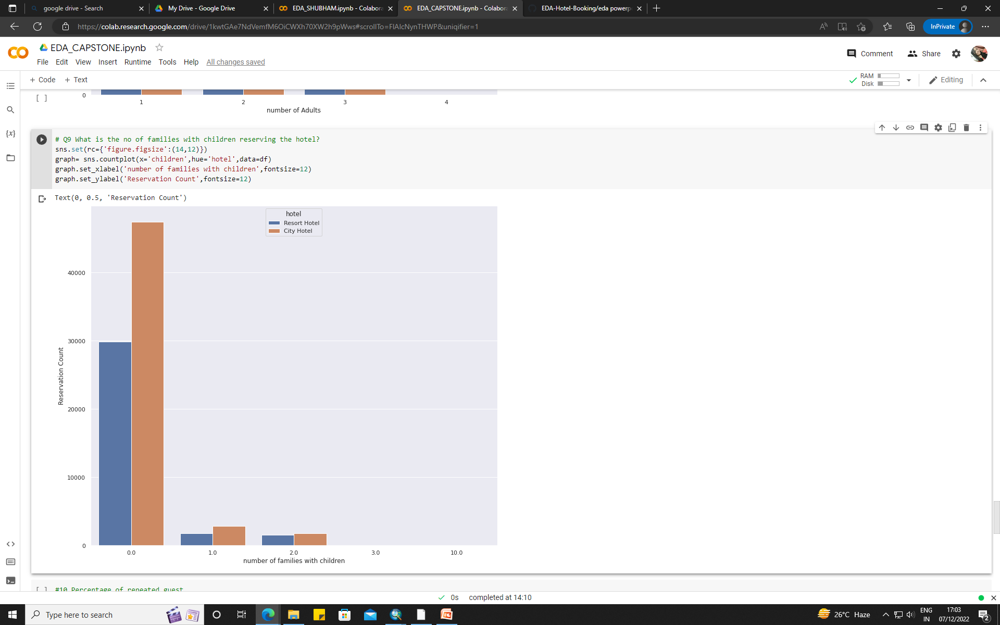 google drive - Search
My Drive - Google Drive
EDA_SHUBHAM.ipynb - Colabora
EDA_CAPSTONE.ipynb - Colabora
EDA-Hotel-Booking/eda powerp
https://colab.research.google.com/drive/1kwtGAe7NdVemfM6OiCWXh70XW2h9pWws#scrollTo=FlAlcNynTHWP&uniqifier=1
InPrivate
EDA_CAPSTONE.ipynb
Comment
Share
File Edit View Insert Runtime Tools Help All changes saved
+ Code + Text
RAM
Disk
Editing
[ ]
0
1 2 3 4
number of Adults
{x}
# Q9 What is the no of families with children reserving the hotel?
sns.set(rc={'figure.figsize':(14,12)})
graph= sns.countplot(x='children',hue='hotel',data=df)
graph.set_xlabel('number of families with children',fontsize=12)
graph.set_ylabel('Reservation Count',fontsize=12)
Text(0, 0.5, 'Reservation Count')
hotel
Resort Hotel
City Hotel
40000
30000
20000
10000
0
Reservation Count
0.0 1.0 2.0 3.0 10.0
number of families with children
[ ] #10 Percentage of repeated guest
0s completed at 14:10
Type here to search
26°C Haze
ENG
IN
17:03
07/12/2022
2